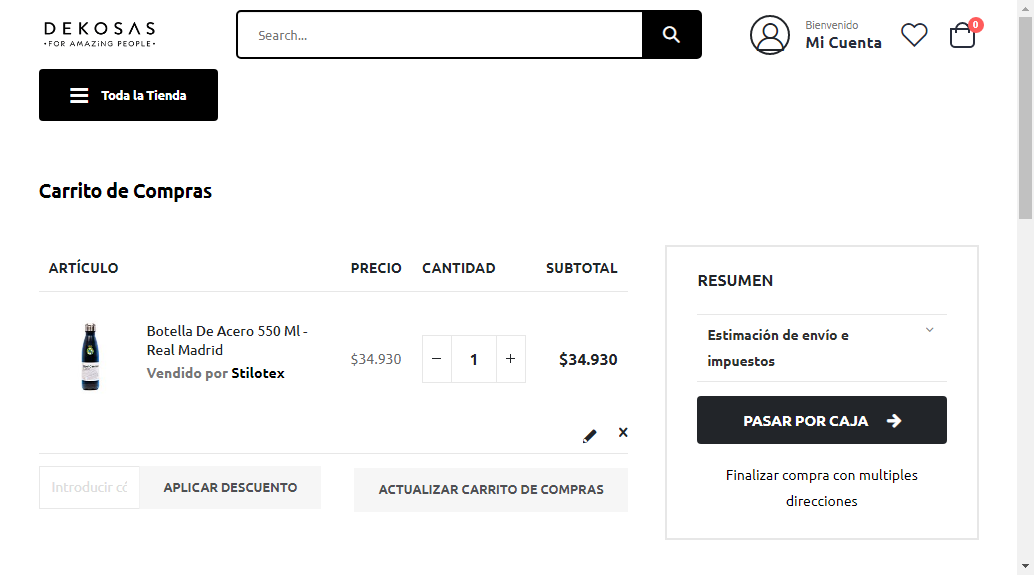 DEKOSAS
•FOR AMAZING PEOPLE•
Search...
Bienvenido
Mi Cuenta
0
Toda la Tienda
Carrito de Compras
ARTÍCULO PRECIO CANTIDAD SUBTOTAL
Botella De Acero 550 Ml -
Real Madrid
Vendido por Stilotex
$34.930
− 1 +
$34.930
Introducir có
APLICAR DESCUENTO
ACTUALIZAR CARRITO DE COMPRAS
RESUMEN
Estimación de envío e
impuestos
PASAR POR CAJA
Finalizar compra con multiples
direcciones